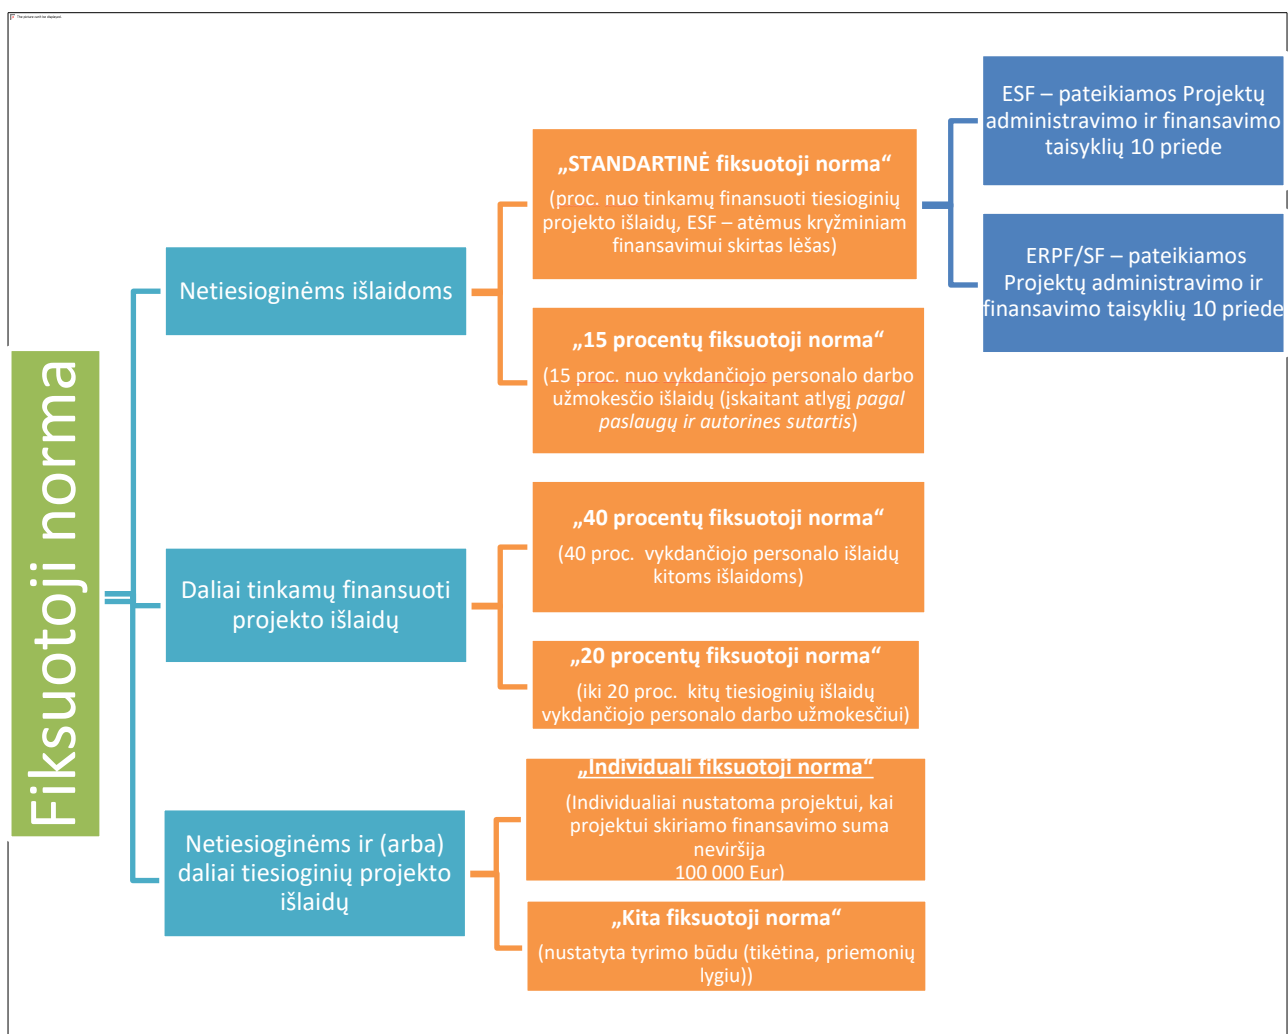 The picture can't be displayed.
Fiksuotoji norma
Netiesioginėms išlaidoms
„STANDARTINĖ fiksuotoji norma“
(proc. nuo tinkamų finansuoti tiesioginių
projekto išlaidų, ESF – atėmus kryžminiam
finansavimui skirtas lėšas)
ESF – pateikiamos Projektų
administravimo ir finansavimo
taisyklių 10 priede
ERPF/SF – pateikiamos
Projektų administravimo ir
finansavimo taisyklių 10 priede
„15 procentų fiksuotoji norma“
(15 proc. nuo vykdančiojo personalo darbo
užmokesčio išlaidų (įskaitant atlygį pagal
paslaugų ir autorines sutartis)
Daliai tinkamų finansuoti
projekto išlaidų
„40 procentų fiksuotoji norma“
(40 proc. vykdančiojo personalo išlaidų
kitoms išlaidoms)
„20 procentų fiksuotoji norma“
(iki 20 proc. kitų tiesioginių išlaidų
vykdančiojo personalo darbo užmokesčiui)
Netiesioginėms ir (arba)
daliai tiesioginių projekto
išlaidų
„Individuali fiksuotoji norma“
(Individualiai nustatoma projektui, kai
projektui skiriamo finansavimo suma
neviršija
100 000 Eur)
„Kita fiksuotoji norma“
(nustatyta tyrimo būdu (tikėtina, priemonių
lygiu))